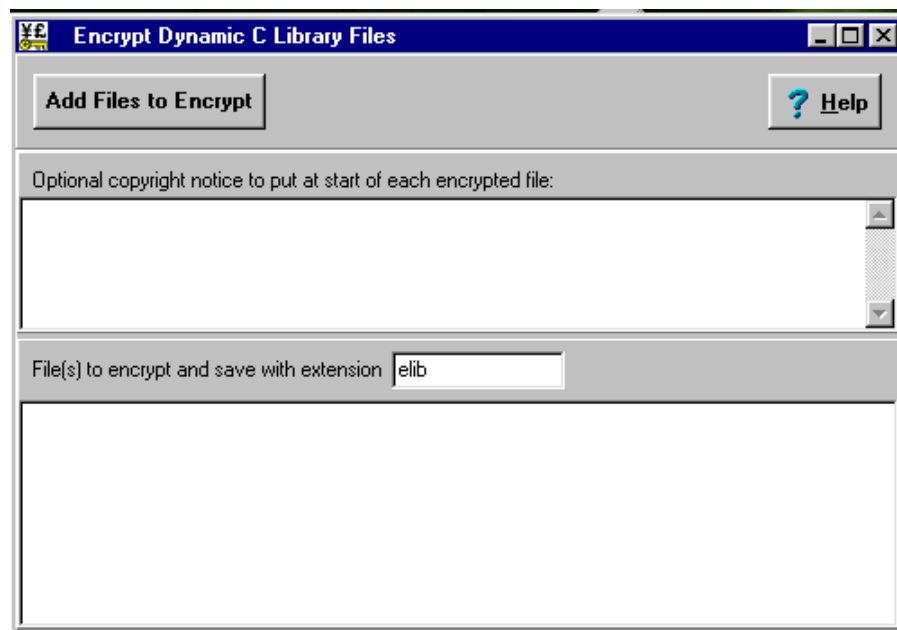 Encrypt Dynamic C Library Files
Add Files to Encrypt
? Help
Optional copyright notice to put at start of each encrypted file:
File(s) to encrypt and save with extension elib